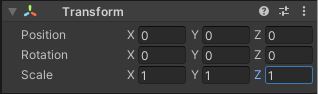 Transform
Position X 0 Y 0 Z 0
Rotation X 0 Y 0 Z 0
Scale X 1 Y 1 Z 1